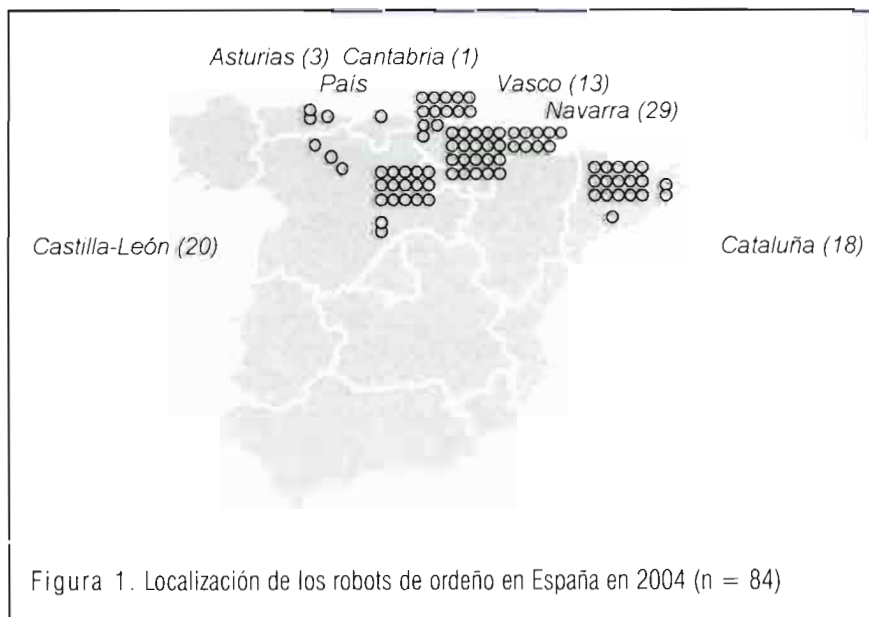 Asturias (3) Cantabria (1)
País Vasco (13)
Navarra (29)
Castilla-León (20)
Cataluña (18)
Figura 1. Localización de los robots de ordeño en España en 2004 (n = 84)